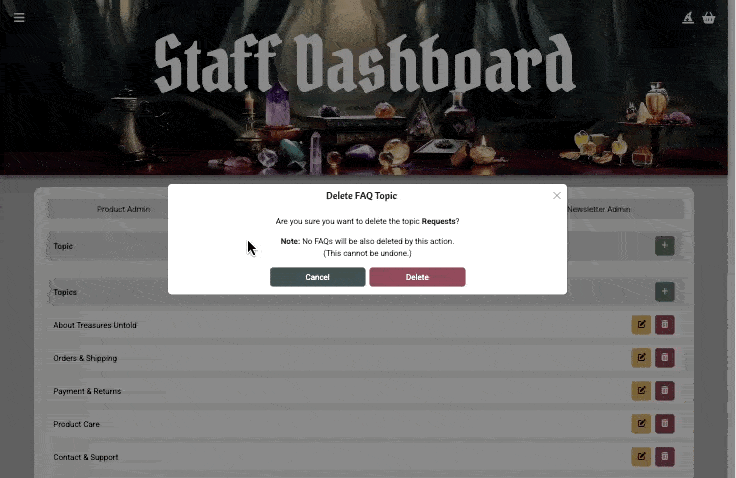 Staff Dashboard
Delete FAQ Topic
Product Admin
Newsletter Admin
Are you sure you want to delete the topic Requests?
Note: No FAQs will be also deleted by this action.
(This cannot be undone.)
Topic
Cancel
Delete
Topics
About Treasures Untold
Orders & Shipping
Payment & Returns
Product Care
Contact & Support